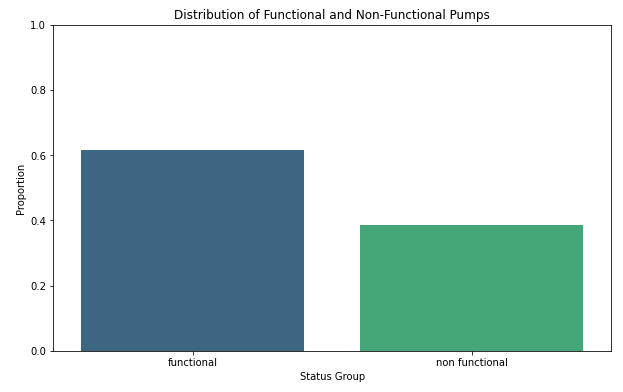 Distribution of Functional and Non-Functional Pumps
1.0
0.8
0.6
0.4
0.2
0.0
Proportion
functional
non functional
Status Group